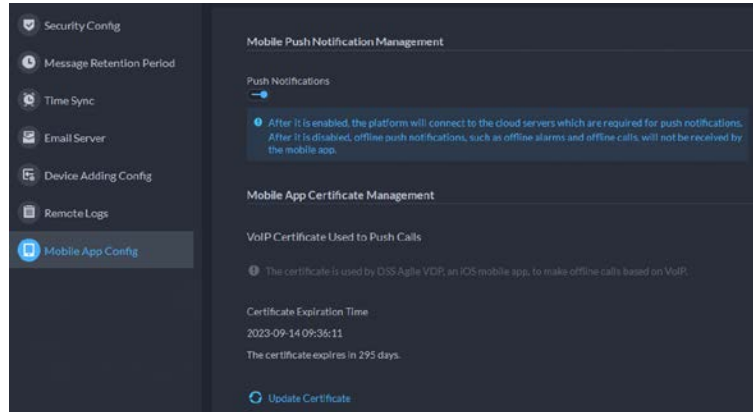 Security Config
Message Retention Period
Time Sync
Email Server
Device Adding Config
Remote Logs
Mobile App Config
Mobile Push Notification Management
Push Notifications
After it is enabled, the platform will connect to the cloud servers which are required for push notifications.
After it is disabled, offline push notifications, such as offline alarms and offline calls, will not be received by
the mobile app.
Mobile App Certificate Management
VoIP Certificate Used to Push Calls
The certificate is used by DSS Agile VDP, an iOS mobile app, to make offline calls based on VoIP.
Certificate Expiration Time
2023-09-14 09:36:11
The certificate expires in 295 days.
Update Certificate